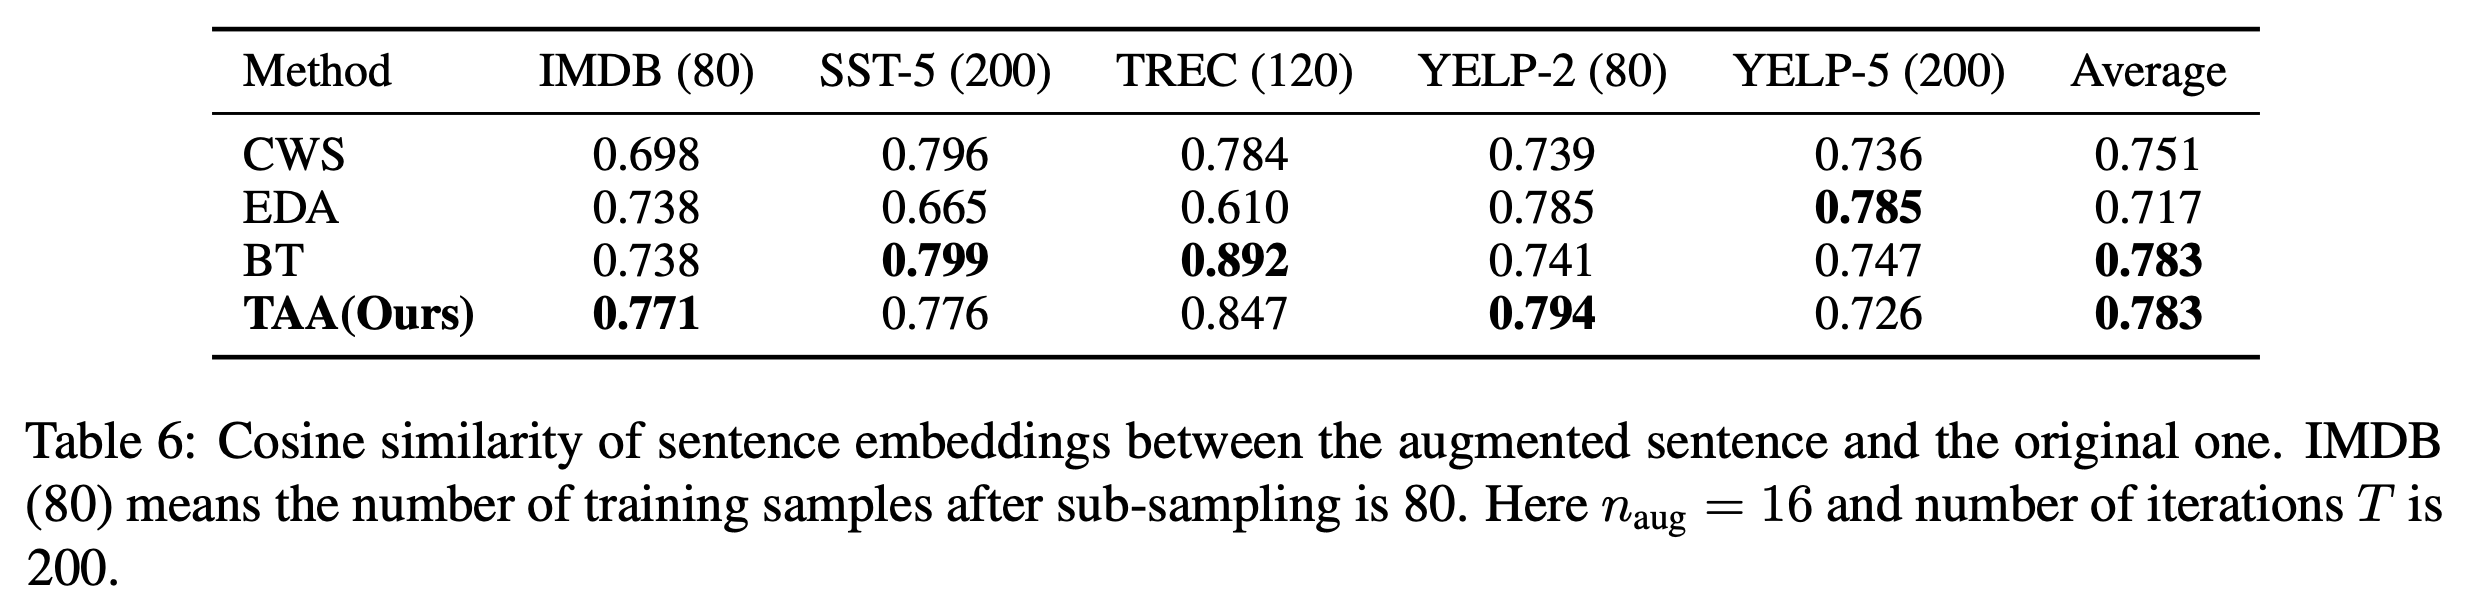 Method IMDB (80) SST-5 (200) TREC (120) YELP-2 (80) YELP-5 (200) Average
CWS 0.698 0.796 0.784 0.739 0.736 0.751
EDA 0.738 0.665 0.610 0.785 0.785 0.717
BT 0.738 0.799 0.892 0.741 0.747 0.783
TAA(Ours) 0.771 0.776 0.847 0.794 0.726 0.783
Table 6: Cosine similarity of sentence embeddings between the augmented sentence and the original one. IMDB
(80) means the number of training samples after sub-sampling is 80. Here n_aug = 16 and number of iterations T is
200.